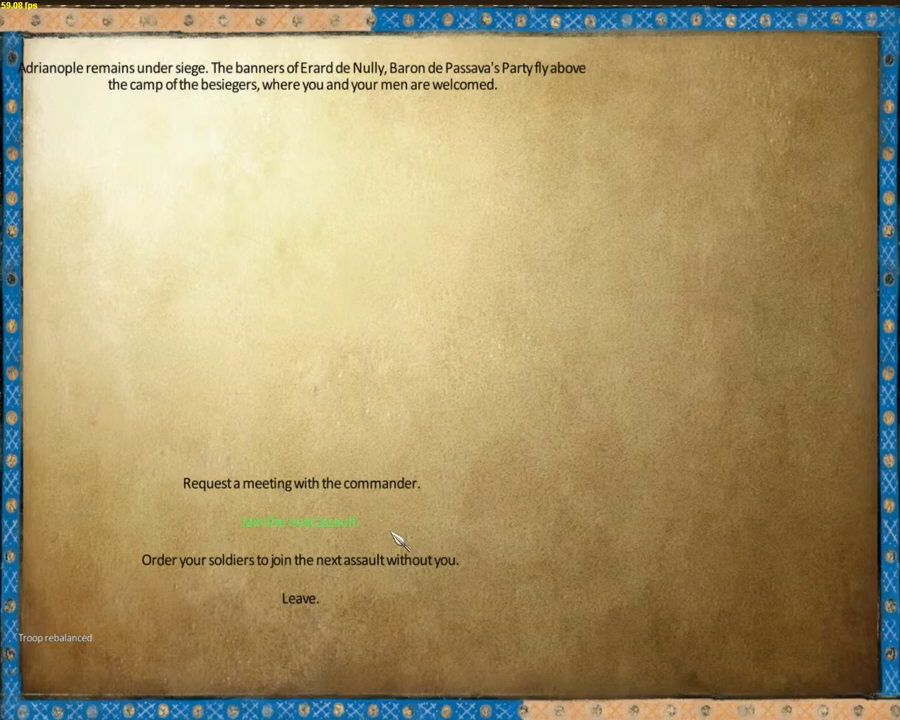 59.08 fps
Adrianople remains under siege. The banners of Erard de Nully, Baron de Passava's Party fly above
the camp of the besiegers, where you and your men are welcomed.
Request a meeting with the commander.
Join the next assault.
Order your soldiers to join the next assault without you.
Leave.
Troop rebalanced